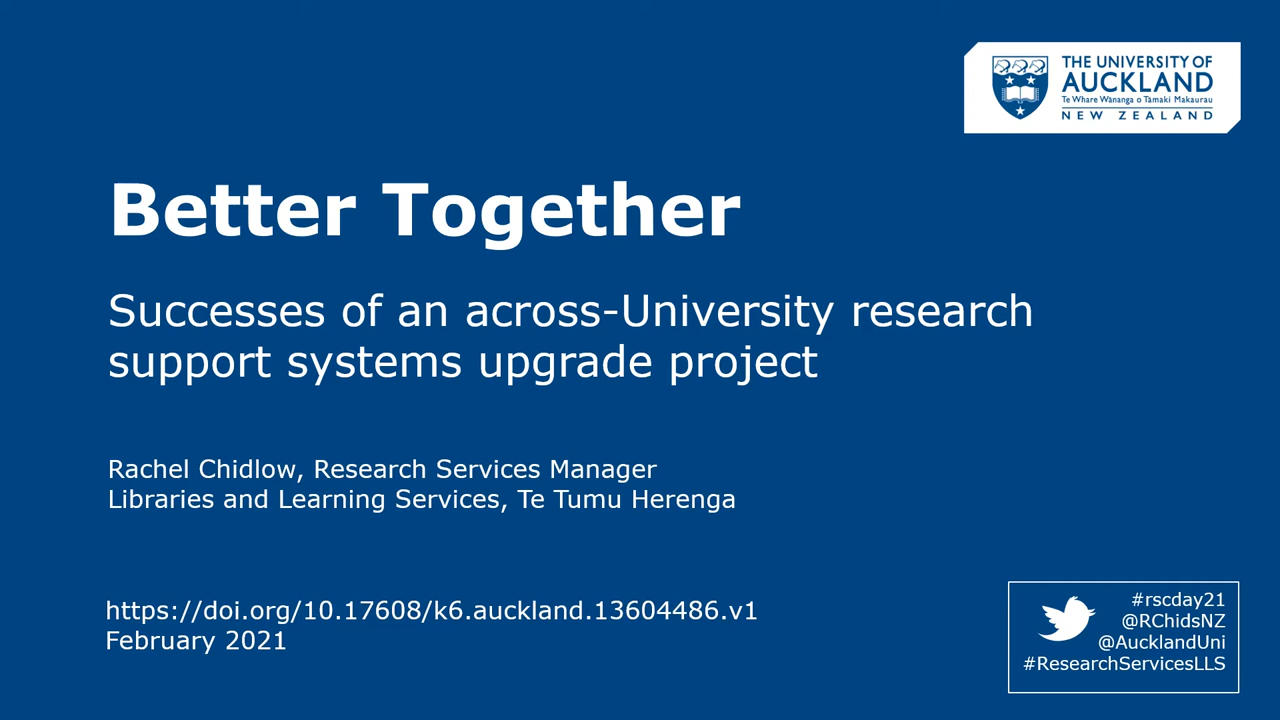 THE UNIVERSITY OF
AUCKLAND
Te Whare Wānanga o Tāmaki Makaurau
NEW ZEALAND
Better Together
Successes of an across-University research
support systems upgrade project
Rachel Chidlow, Research Services Manager
Libraries and Learning Services, Te Tumu Herenga
https://doi.org/10.17608/k6.auckland.13604486.v1
February 2021
#rscday21
@RChidsNZ
@AucklandUni
#ResearchServicesLLS